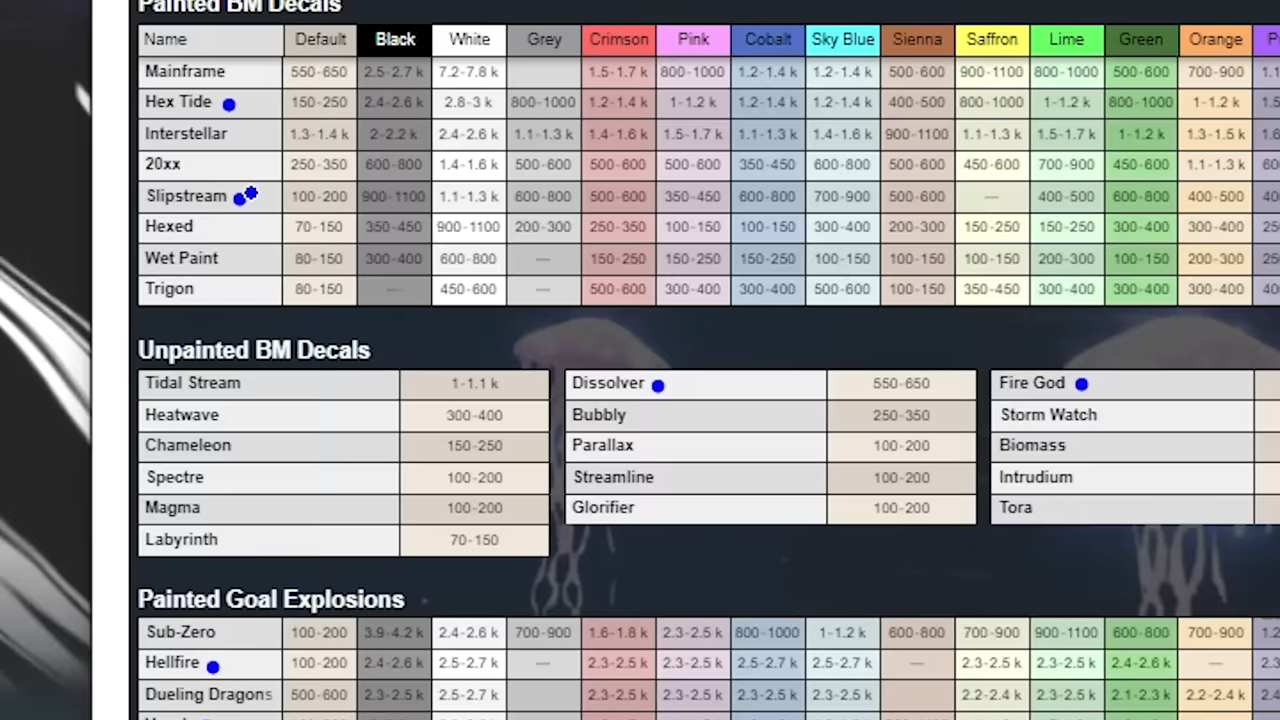 Painted BM Decals
Name Default Black White Grey Crimson Pink Cobalt Sky Blue Sienna Saffron Lime Green Orange
Mainframe 550-650 2.5-2.7 k 7.2-7.8 k 1.5-1.7 k 800-1000 1.2-1.4 k 1.2-1.4 k 500-600 900-1100 800-1000 500-600 700-900 1.1
Hex Tide 150-250 2.4-2.6 k 2.8-3 k 800-1000 1.2-1.4 k 1-1.2 k 1.2-1.4 k 1.2-1.4 k 400-500 800-1000 1-1.2 k 800-1000 1-1.2 k 1.5
Interstellar 1.3-1.4 k 2-2.2 k 2.4-2.6 k 1.1-1.3 k 1.4-1.6 k 1.5-1.7 k 1.1-1.3 k 1.4-1.6 k 900-1100 1.1-1.3 k 1.5-1.7 k 1-1.2 k 1.3-1.5 k 1.6
20xx 250-350 600-800 1.4-1.6 k 500-600 500-600 500-600 350-450 600-800 500-600 450-600 700-900 450-600 1.1-1.3 k 60
Slipstream 100-200 900-1100 1.1-1.3 k 600-800 500-600 350-450 600-800 700-900 500-600 — 400-500 600-800 400-500 40
Hexed 70-150 350-450 900-1100 200-300 250-350 100-150 100-150 300-400 200-300 150-250 150-250 300-400 300-400 25
Wet Paint 80-150 300-400 600-800 — 150-250 150-250 150-250 100-150 100-150 100-150 200-300 100-150 200-300 25
Trigon 80-150 — 450-600 — 500-600 300-400 300-400 500-600 100-150 350-450 300-400 300-400 300-400 40
Unpainted BM Decals
Tidal Stream 1-1.1 k Dissolver 550-650 Fire God
Heatwave 300-400 Bubbly 250-350 Storm Watch
Chameleon 150-250 Parallax 100-200 Biomass
Spectre 100-200 Streamline 100-200 Intrudium
Magma 100-200 Glorifier 100-200 Tora
Labyrinth 70-150
Painted Goal Explosions
Sub-Zero 100-200 3.9-4.2 k 2.4-2.6 k 700-900 1.6-1.8 k 2.3-2.5 k 800-1000 1-1.2 k 600-800 700-900 900-1100 600-800 700-900 1.2
Hellfire 100-200 2.4-2.6 k 2.5-2.7 k — 2.3-2.5 k 2.3-2.5 k 2.5-2.7 k 2.5-2.7 k — 2.3-2.5 k 2.3-2.5 k 2.4-2.6 k — 2.3
Dueling Dragons 500-600 2.3-2.5 k 2.5-2.7 k 2.3-2.5 k 2.3-2.5 k 2.3-2.5 k 2.3-2.5 k 2.2-2.4 k 2.3-2.5 k 2.1-2.3 k 2.2-2.4 k 2.4